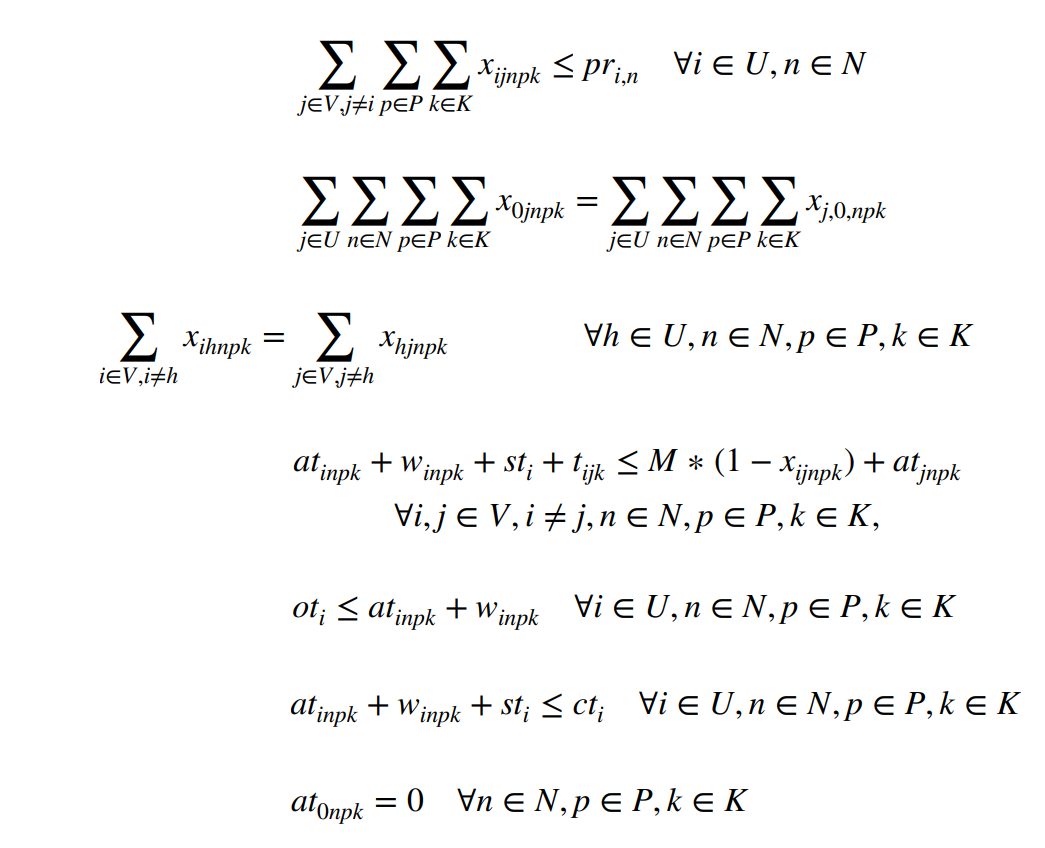 ∑_{j∈V,j≠i} ∑_{p∈P} ∑_{k∈K} x_{ijnpk} ≤ pr_{i,n} ∀i ∈ U, n ∈ N
∑_{j∈U} ∑_{n∈N} ∑_{p∈P} ∑_{k∈K} x_{0jnpk} = ∑_{j∈U} ∑_{n∈N} ∑_{p∈P} ∑_{k∈K} x_{j,0,npk}
∑_{i∈V,i≠h} x_{ihnpk} = ∑_{j∈V,j≠h} x_{hjnpk} ∀h ∈ U, n ∈ N, p ∈ P, k ∈ K
at_{inpk} + w_{inpk} + st_i + t_{ijk} ≤ M * (1 − x_{ijnpk}) + at_{jnpk}
∀i, j ∈ V, i ≠ j, n ∈ N, p ∈ P, k ∈ K,
ot_i ≤ at_{inpk} + w_{inpk} ∀i ∈ U, n ∈ N, p ∈ P, k ∈ K
at_{inpk} + w_{inpk} + st_i ≤ ct_i ∀i ∈ U, n ∈ N, p ∈ P, k ∈ K
at_{0npk} = 0 ∀n ∈ N, p ∈ P, k ∈ K